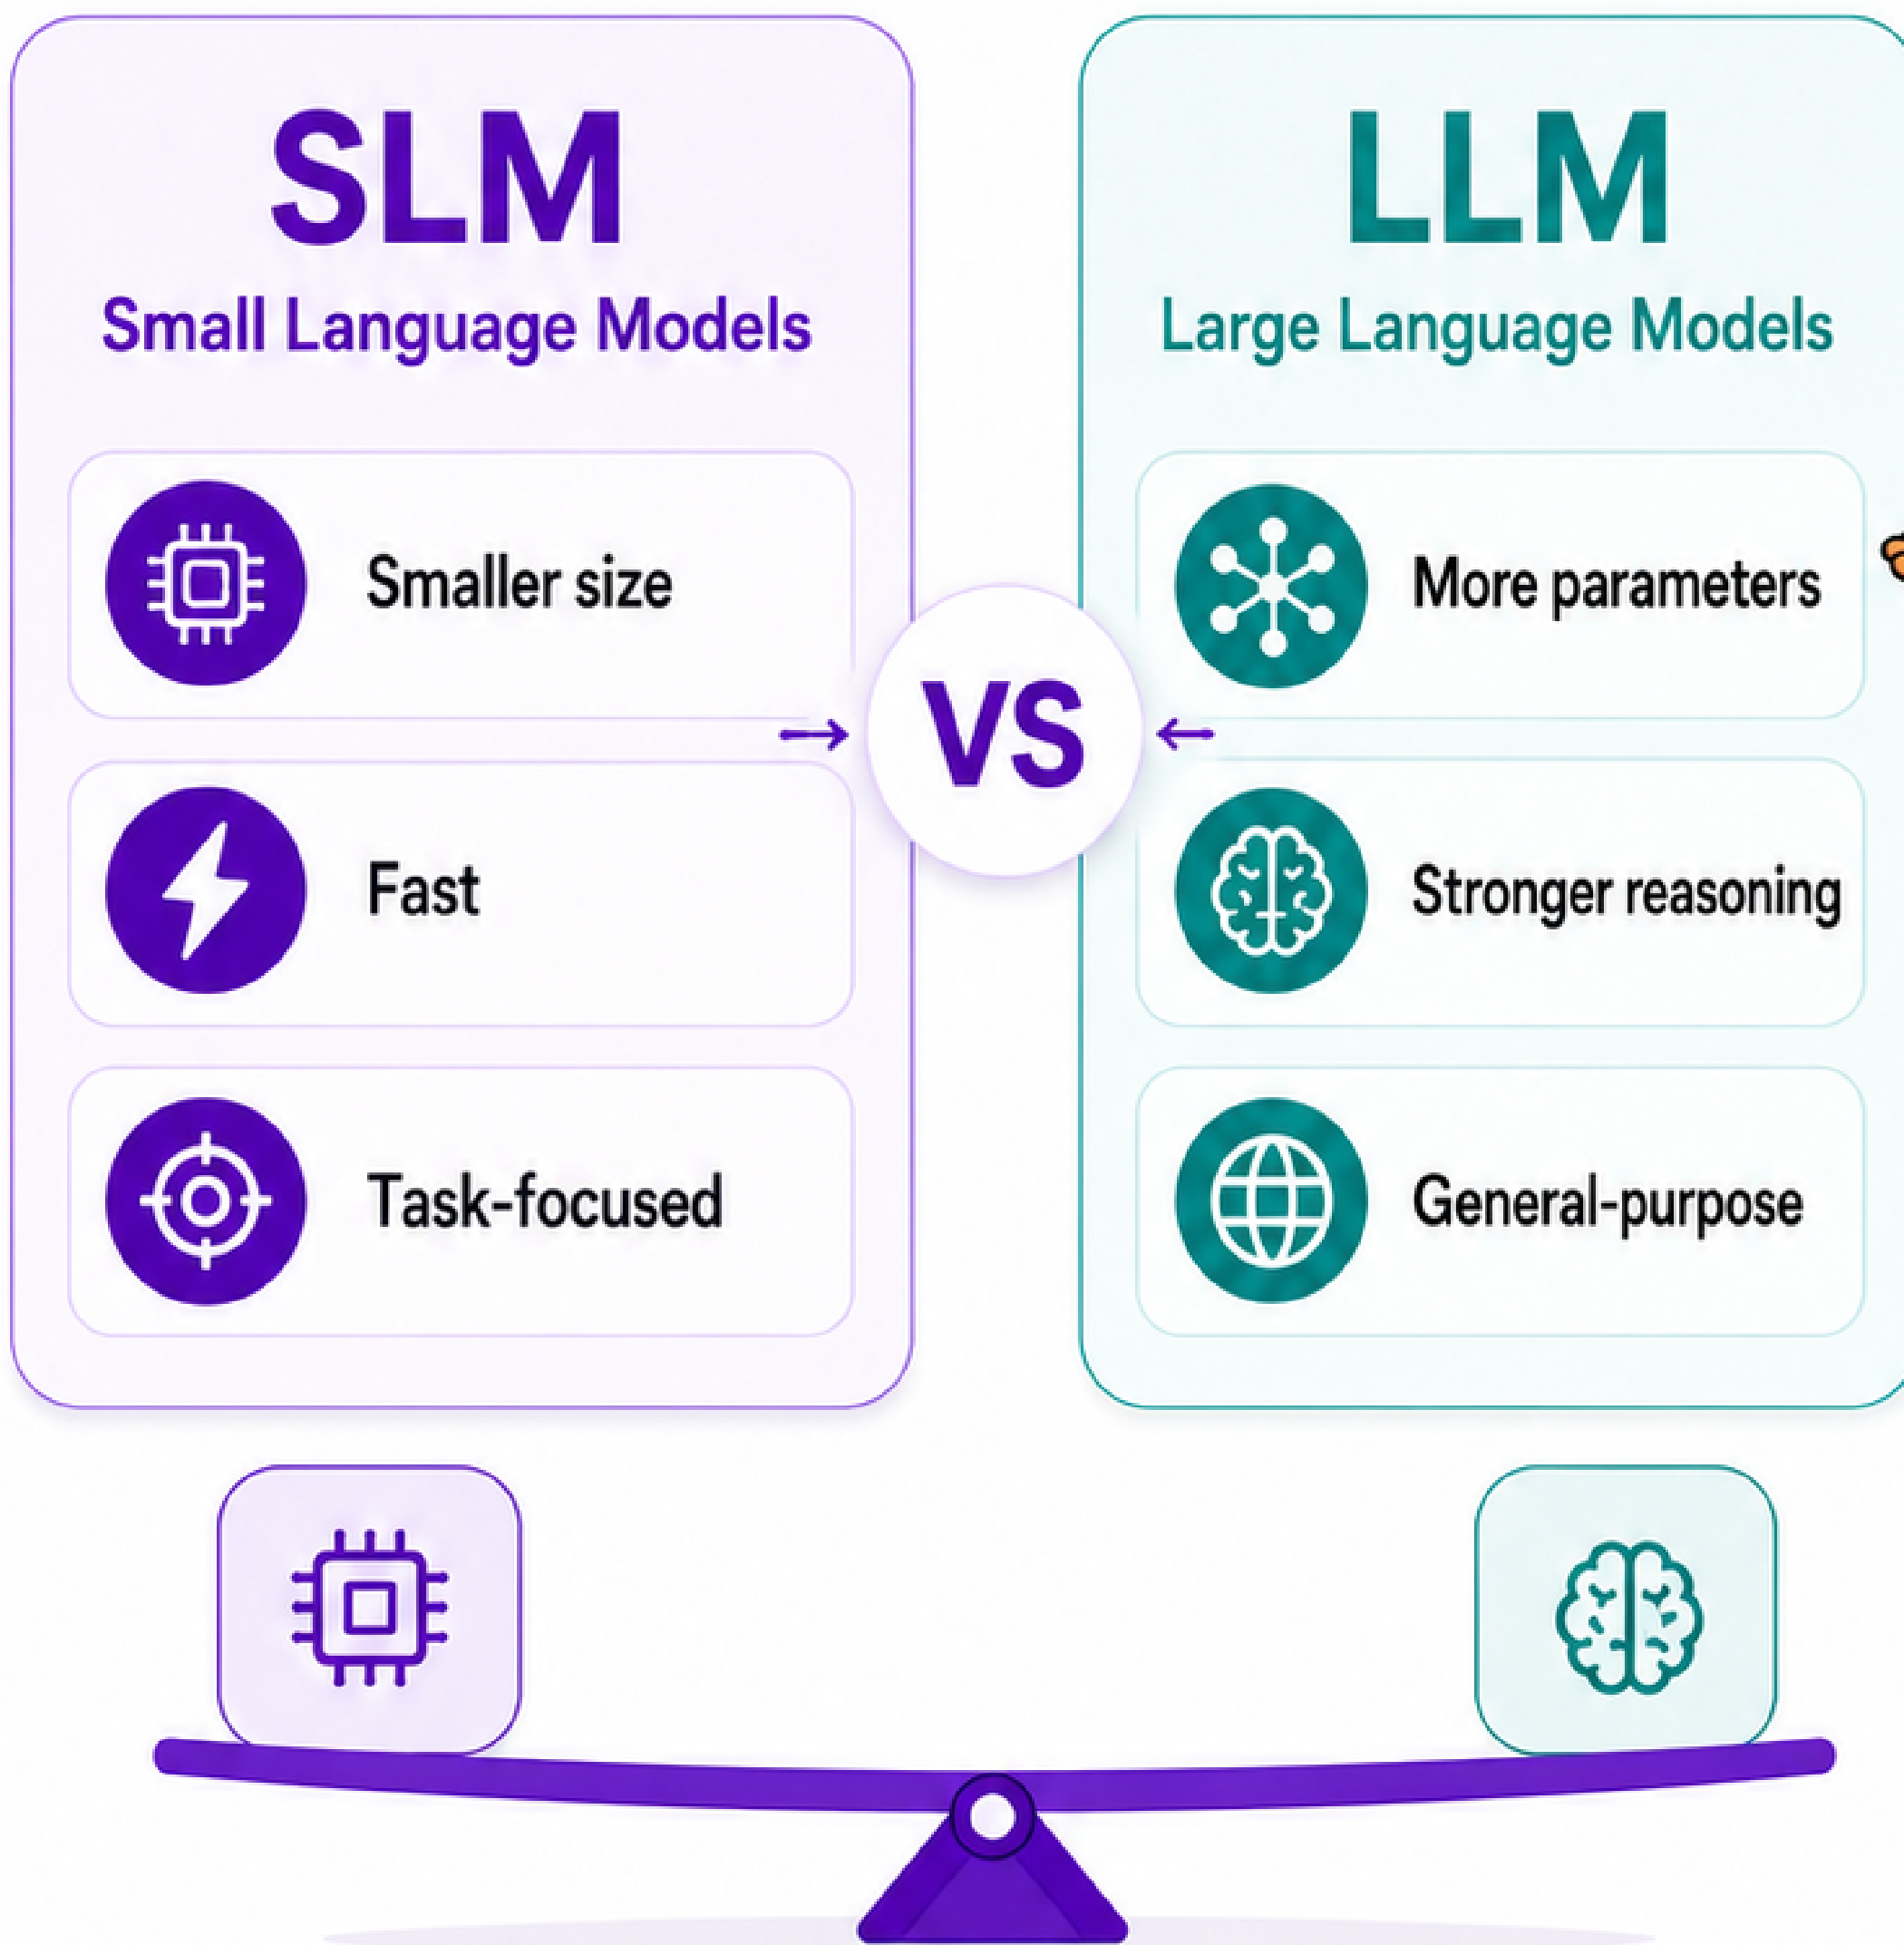 SLM
Small Language Models
Smaller size
Fast
Task-focused
VS
LLM
Large Language Models
More parameters
Stronger reasoning
General-purpose